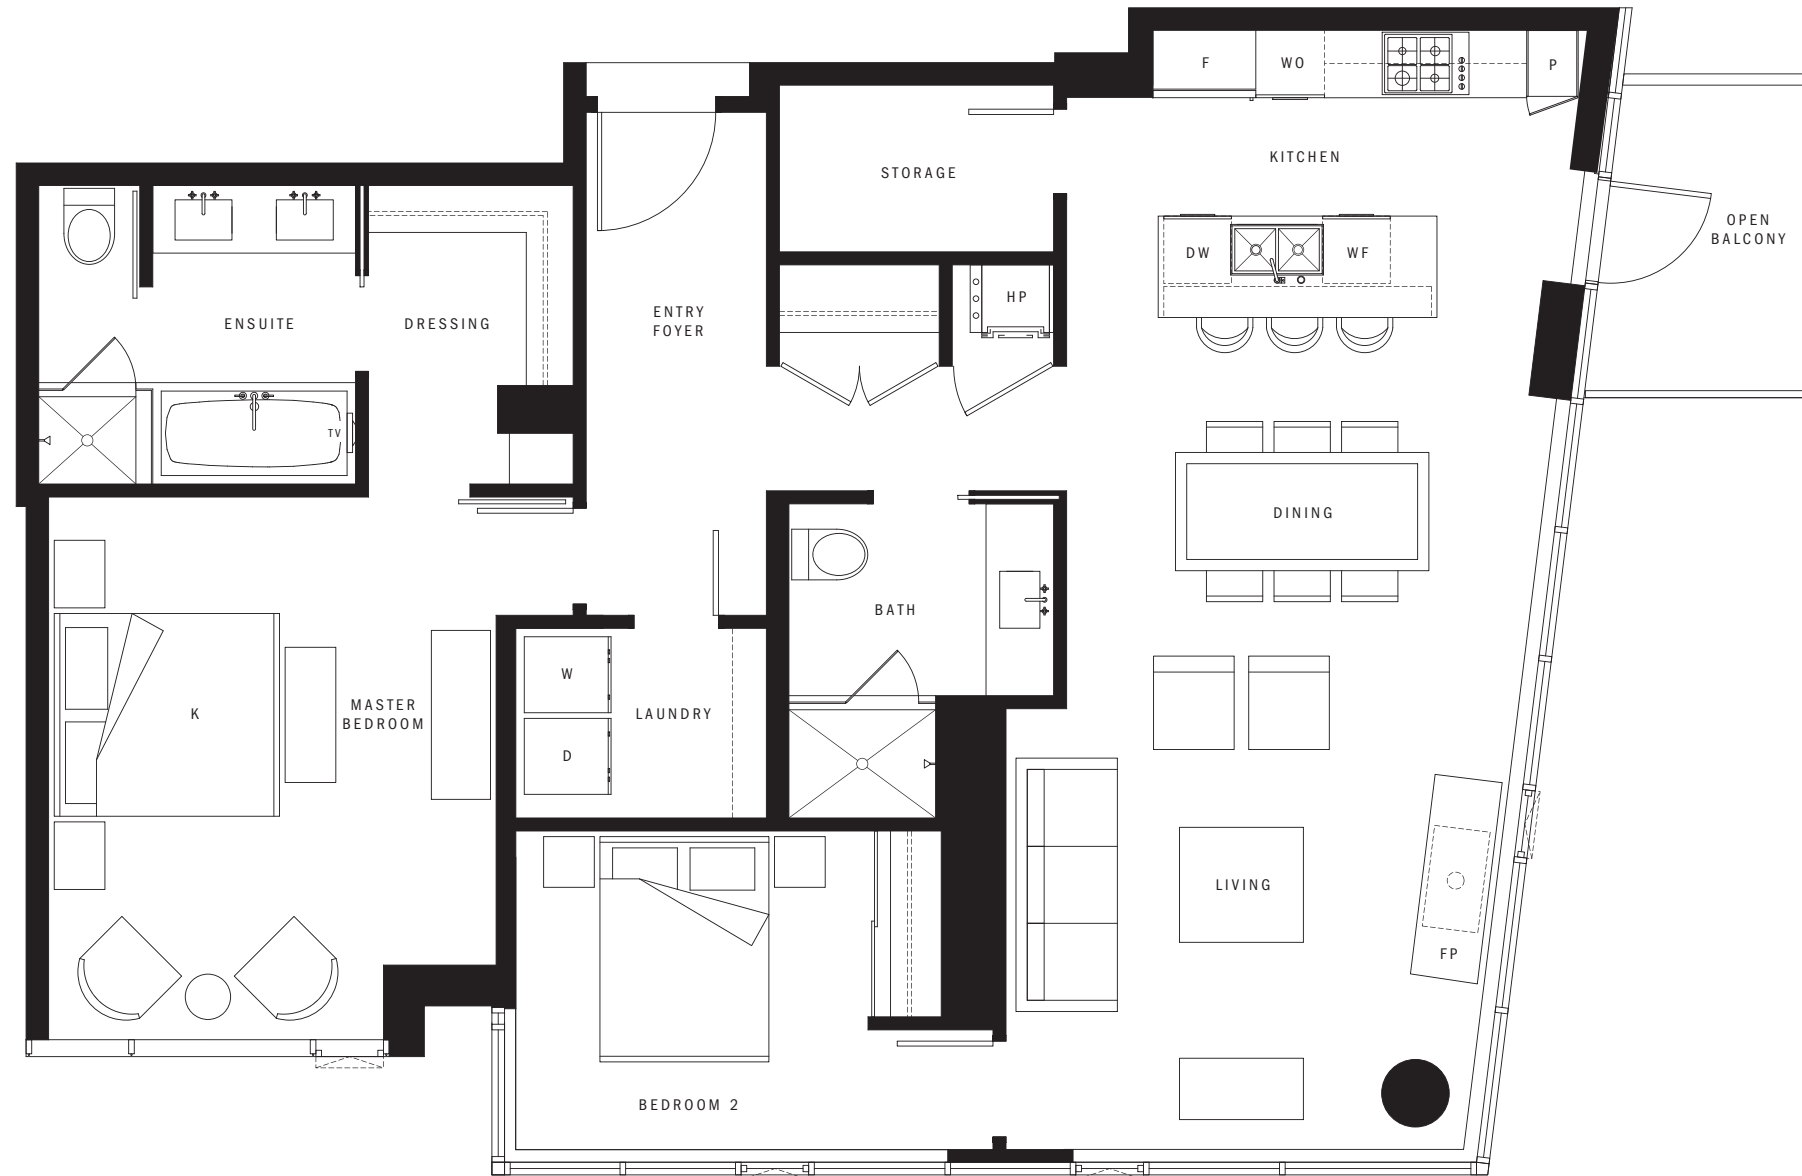 F
WO
P
KITCHEN
STORAGE
OPEN
BALCONY
DW
WF
HP
ENTRY
FOYER
ENSUITE
DRESSING
TV
DINING
BATH
W
LAUNDRY
D
K
MASTER
BEDROOM
LIVING
FP
BEDROOM 2